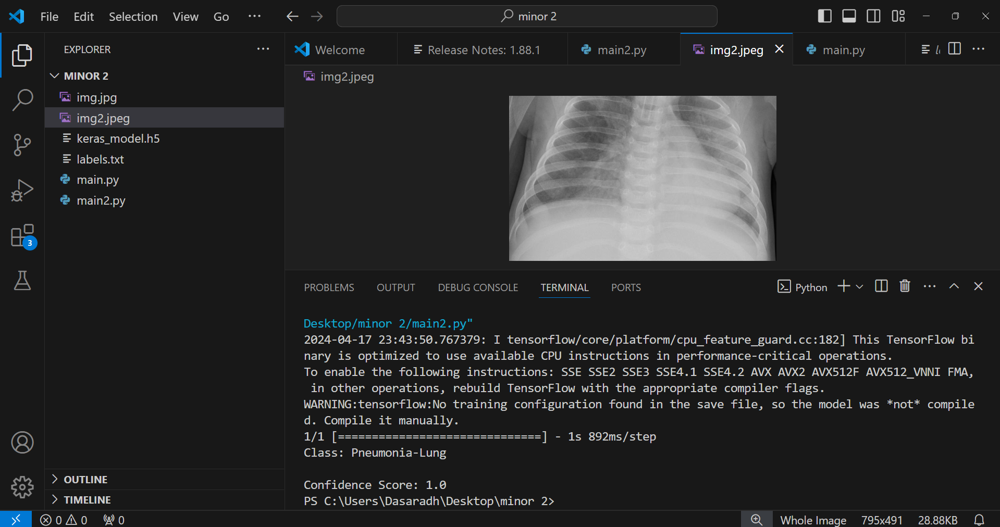 File Edit Selection View Go ··· minor 2
EXPLORER ···
MINOR 2
img.jpg
img2.jpeg
keras_model.h5
labels.txt
main.py
main2.py
3
OUTLINE
TIMELINE
Welcome Release Notes: 1.88.1 main2.py img2.jpeg main.py
img2.jpeg
PROBLEMS OUTPUT DEBUG CONSOLE TERMINAL PORTS Python
Desktop/minor 2/main2.py"
2024-04-17 23:43:50.767379: I tensorflow/core/platform/cpu_feature_guard.cc:182] This TensorFlow bi
nary is optimized to use available CPU instructions in performance-critical operations.
To enable the following instructions: SSE SSE2 SSE3 SSE4.1 SSE4.2 AVX AVX2 AVX512F AVX512_VNNI FMA,
in other operations, rebuild TensorFlow with the appropriate compiler flags.
WARNING:tensorflow:No training configuration found in the save file, so the model was *not* compile
d. Compile it manually.
1/1 [==============================] - 1s 892ms/step
Class: Pneumonia-Lung
Confidence Score: 1.0
PS C:\Users\Dasaradh\Desktop\minor 2>
0 0 0 Whole Image 795x491 28.88KB